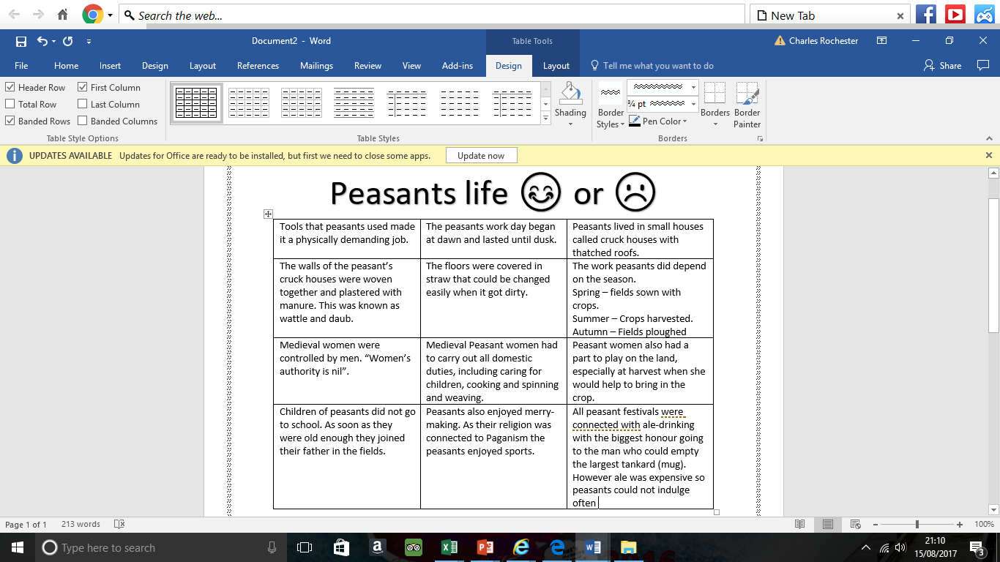 Search the web...
New Tab
Document2 - Word
Table Tools
Charles Rochester
File Home Insert Design Layout References Mailings Review View Add-ins Design Layout Tell me what you want to do Share
Header Row First Column
Total Row Last Column
Banded Rows Banded Columns
Table Style Options
Table Styles
Shading
Border Styles
¾ pt
Pen Color
Borders
Border Painter
Borders
UPDATES AVAILABLE Updates for Office are ready to be installed, but first we need to close some apps. Update now
Peasants life 😊 or ☹
Tools that peasants used made
it a physically demanding job.
The peasants work day began
at dawn and lasted until dusk.
Peasants lived in small houses
called cruck houses with
thatched roofs.
The walls of the peasant's
cruck houses were woven
together and plastered with
manure. This was known as
wattle and daub.
The floors were covered in
straw that could be changed
easily when it got dirty.
The work peasants did depend
on the season.
Spring – fields sown with
crops.
Summer – Crops harvested.
Autumn – Fields ploughed
Medieval women were
controlled by men. “Women's
authority is nil”.
Medieval Peasant women had
to carry out all domestic
duties, including caring for
children, cooking and spinning
and weaving.
Peasant women also had a
part to play on the land,
especially at harvest when she
would help to bring in the
crop.
Children of peasants did not go
to school. As soon as they
were old enough they joined
their father in the fields.
Peasants also enjoyed merry-
making. As their religion was
connected to Paganism the
peasants enjoyed sports.
All peasant festivals were
connected with ale-drinking
with the biggest honour going
to the man who could empty
the largest tankard (mug).
However ale was expensive so
peasants could not indulge
often
Page 1 of 1 213 words
100%
Type here to search
21:10
15/08/2017
3